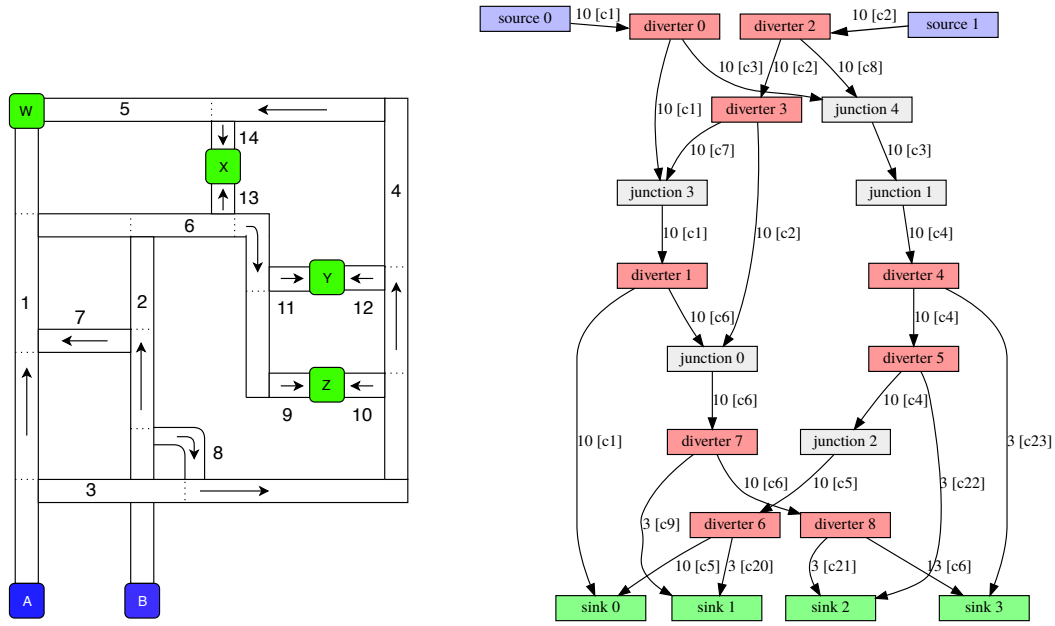 W
5
14
X
13
4
6
Y
1
2
11
12
7
Z
9
10
8
3
A
B
source 0
10 [c1]
diverter 0
diverter 2
10 [c2]
source 1
10 [c3]
10 [c2]
10 [c8]
10 [c1]
diverter 3
junction 4
10 [c7]
10 [c3]
junction 3
junction 1
10 [c1]
10 [c2]
10 [c4]
diverter 1
diverter 4
10 [c6]
10 [c4]
junction 0
diverter 5
10 [c6]
10 [c4]
10 [c1]
diverter 7
junction 2
3 [c23]
10 [c6]
10 [c5]
3 [c22]
3 [c9]
diverter 6
diverter 8
10 [c5]
3 [c20]
3 [c21]
13 [c6]
sink 0
sink 1
sink 2
sink 3